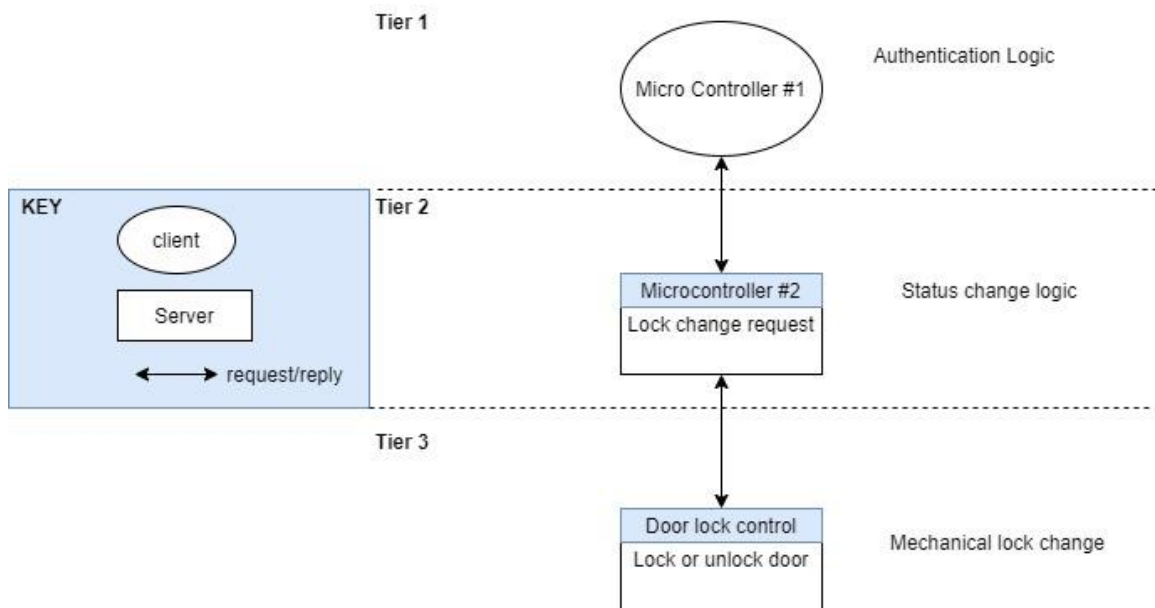 Tier 1
Authentication Logic
Micro Controller #1
KEY
Tier 2
client
Microcontroller #2
Status change logic
Server
Lock change request
request/reply
Tier 3
Door lock control
Mechanical lock change
Lock or unlock door